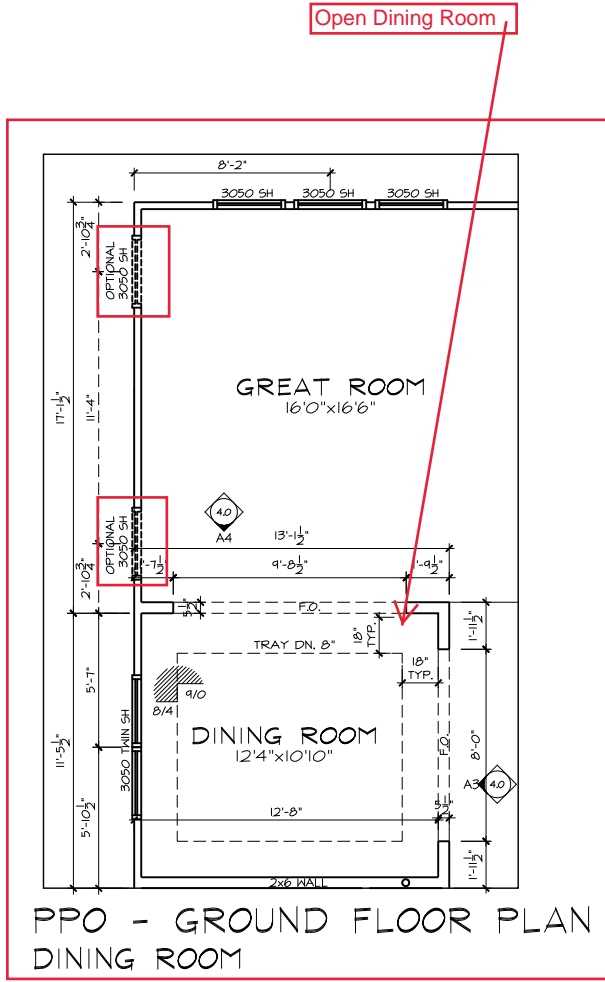 Open Dining Room
8'-2"
3050 SH
3050 SH
3050 SH
2'-10 3/4"
OPTIONAL
3050 SH
GREAT ROOM
16'0"x16'6"
17'-1 1/2"
11'-4"
4.0
A4
13'-1 1/2"
OPTIONAL
3050 SH
2'-10 3/4"
'-7 1/2"
9'-8 1/2"
'-9 1/2"
5 1/2"
F.O.
1'-11 1/2"
18"
TYP.
TRAY DN. 8"
18"
TYP.
5'-7"
9/0
8/4
DINING ROOM
12'4"x10'10"
3050 TWIN SH
F.O.
8'-0"
11'-5 1/2"
A3
4.0
5'-10 1/2"
12'-8"
5 1/2"
1'-11 1/2"
2x6 WALL
PPO - GROUND FLOOR PLAN
DINING ROOM